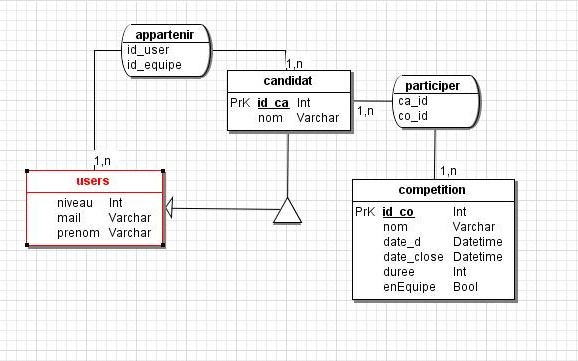 appartenir
id_user
id_equipe
1,n
candidat
PrK id_ca Int
nom Varchar
participer
ca_id
co_id
1,n
1,n
1,n
users
niveau Int
mail Varchar
prenom Varchar
competition
PrK id_co Int
nom Varchar
date_d Datetime
date_close Datetime
duree Int
enEquipe Bool